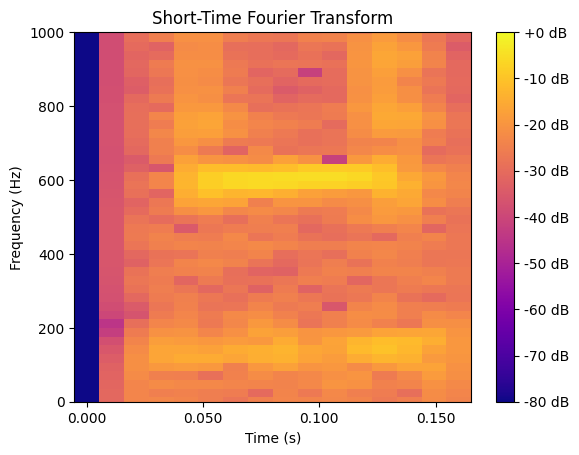 Short-Time Fourier Transform
1000
800
600
400
200
0
Frequency (Hz)
0.000
0.050
0.100
0.150
Time (s)
+0 dB
-10 dB
-20 dB
-30 dB
-40 dB
-50 dB
-60 dB
-70 dB
-80 dB